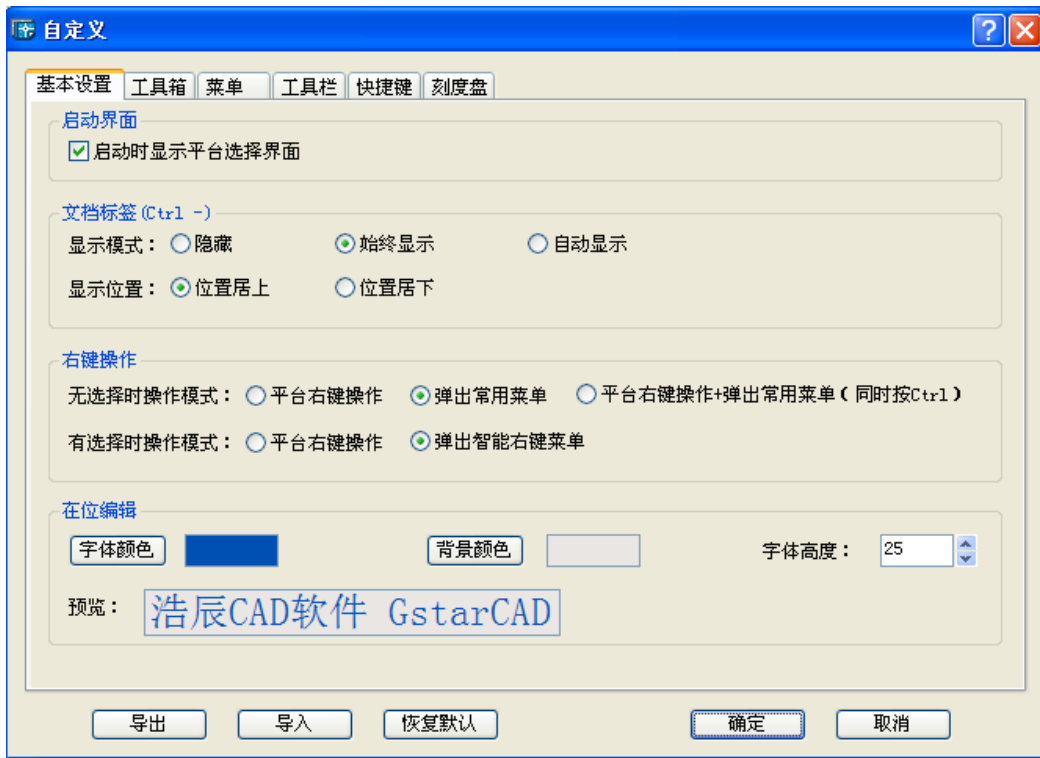 自定义
基本设置 工具箱 菜单 工具栏 快捷键 刻度盘
启动界面
启动时显示平台选择界面
文档标签(Ctrl -)
显示模式： 隐藏 始终显示 自动显示
显示位置： 位置居上 位置居下
右键操作
无选择时操作模式： 平台右键操作 弹出常用菜单 平台右键操作+弹出常用菜单(同时按Ctrl)
有选择时操作模式： 平台右键操作 弹出智能右键菜单
在位编辑
字体颜色 背景颜色 字体高度： 25
预览： 浩辰CAD软件 GstarCAD
导出 导入 恢复默认 确定 取消